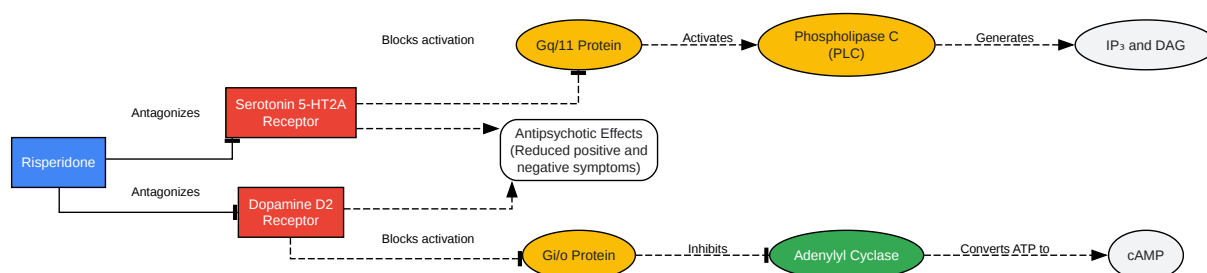 Blocks activation
Gq/11 Protein
Activates
Phospholipase C
(PLC)
Generates
IP₃ and DAG
Antagonizes
Serotonin 5-HT2A
Receptor
Antipsychotic Effects
(Reduced positive and
negative symptoms)
Risperidone
Antagonizes
Dopamine D2
Receptor
Blocks activation
Gi/o Protein
Inhibits
Adenylyl Cyclase
Converts ATP to
cAMP